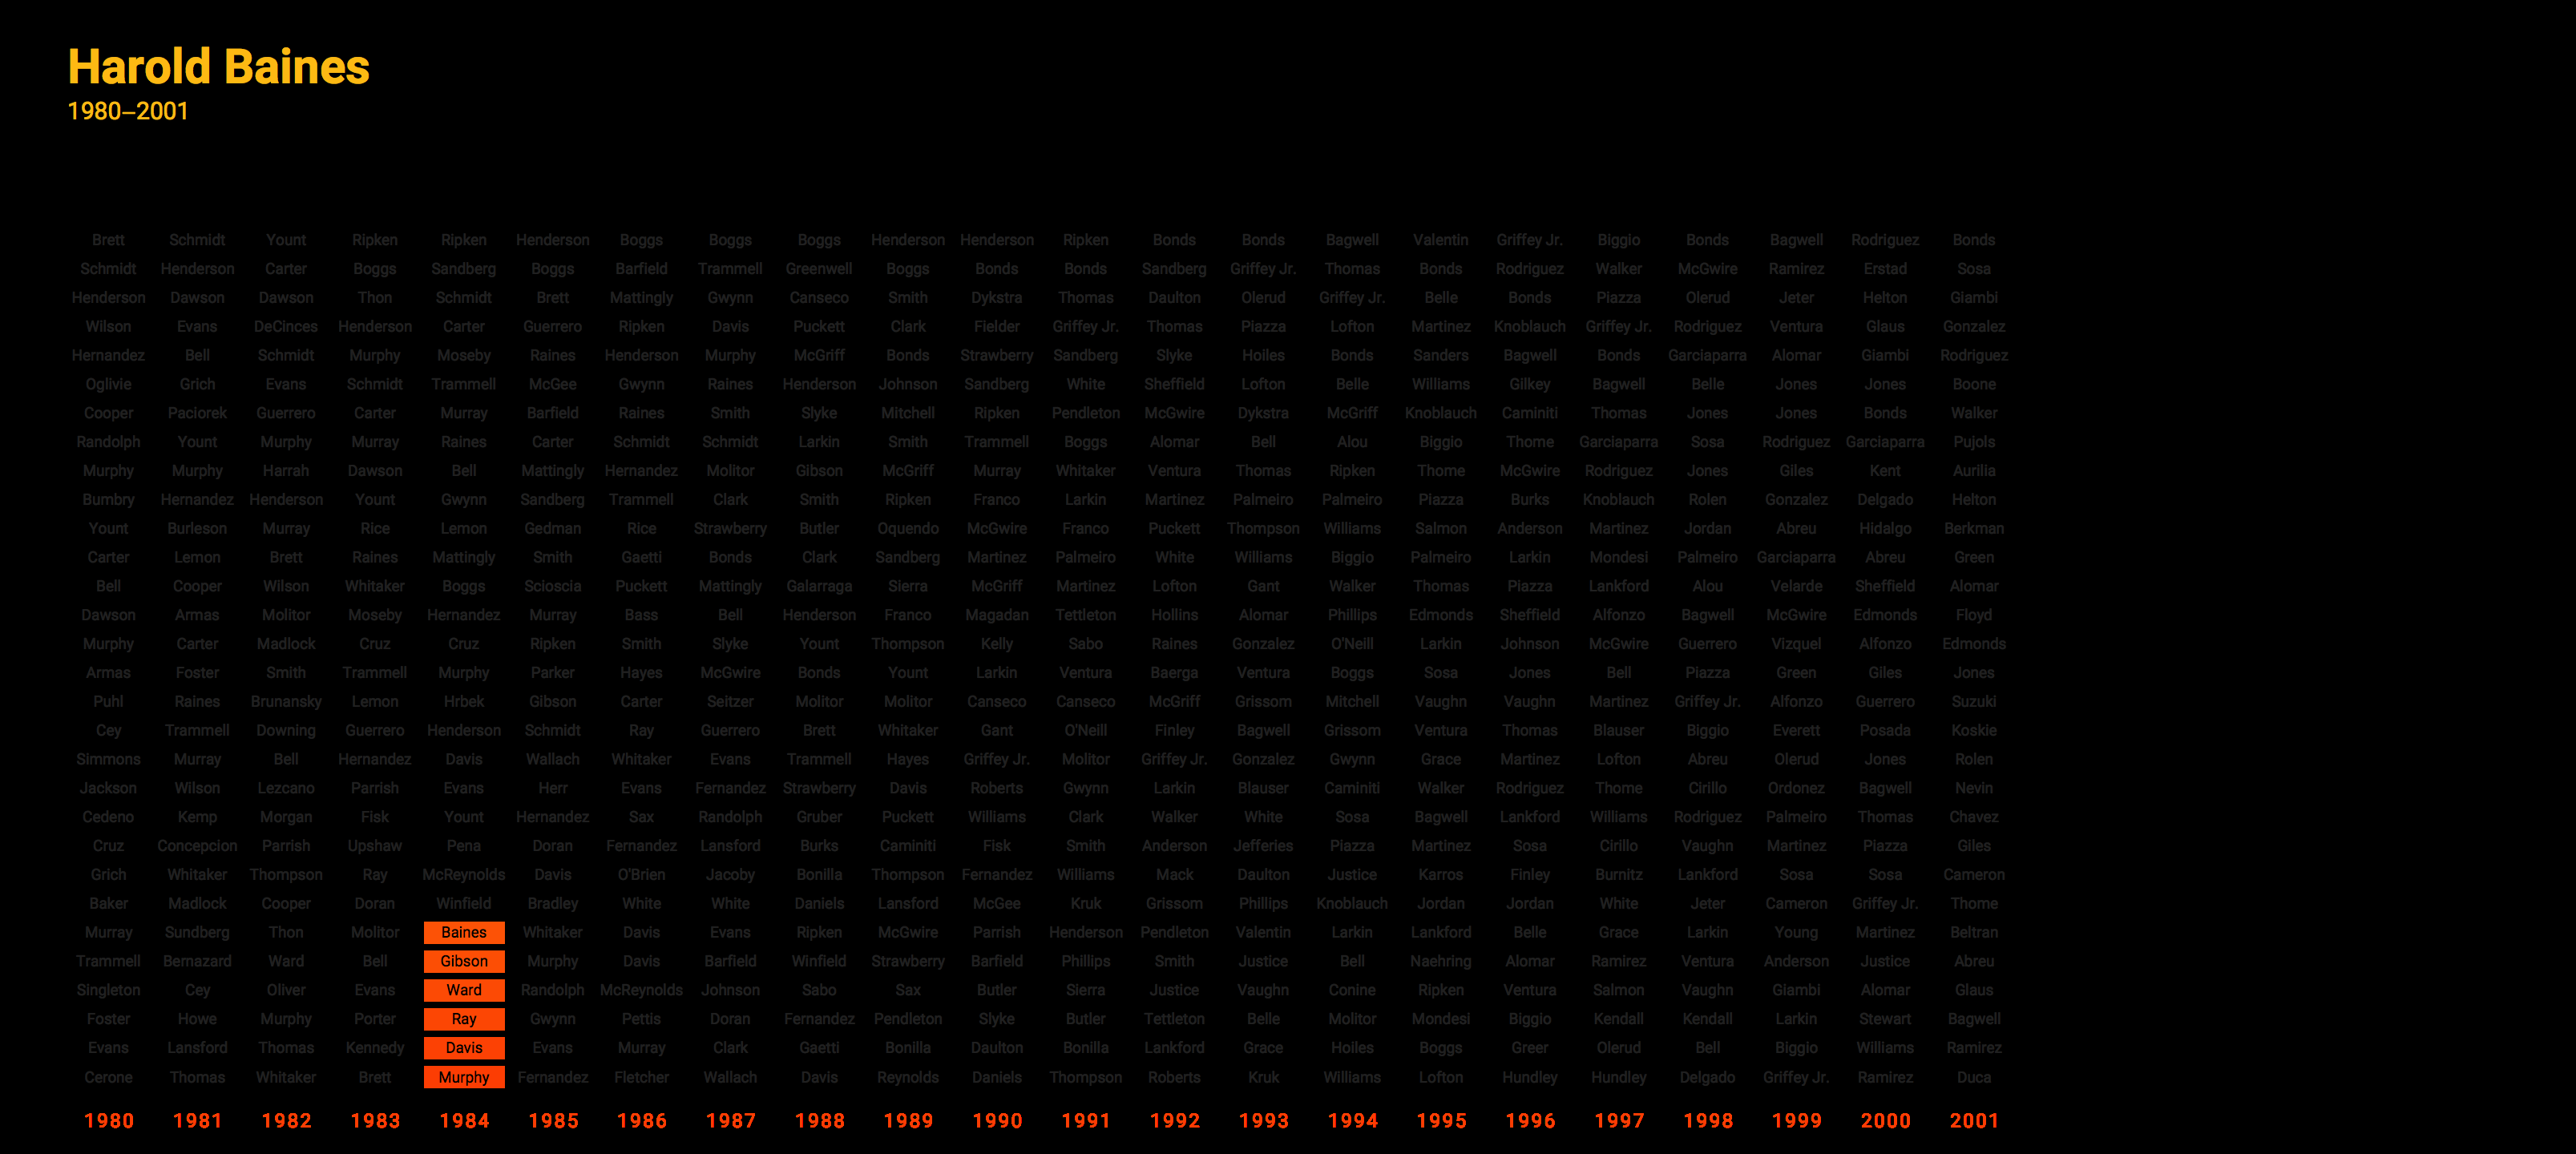 Harold Baines
1980–2001
Brett Schmidt Yount Ripken Ripken Henderson Boggs Boggs Boggs Henderson Henderson Ripken Bonds Bonds Bagwell Valentin Griffey Jr. Biggio Bonds Bagwell Rodriguez Bonds
Schmidt Henderson Carter Boggs Sandberg Boggs Barfield Trammell Greenwell Boggs Bonds Bonds Sandberg Griffey Jr. Thomas Bonds Rodriguez Walker McGwire Ramirez Erstad Sosa
Henderson Dawson Dawson Thon Schmidt Brett Mattingly Gwynn Canseco Smith Dykstra Thomas Daulton Olerud Griffey Jr. Belle Bonds Piazza Olerud Jeter Helton Giambi
Wilson Evans DeCinces Henderson Carter Guerrero Ripken Davis Puckett Clark Fielder Griffey Jr. Thomas Piazza Lofton Martinez Knoblauch Griffey Jr. Rodriguez Ventura Glaus Gonzalez
Hernandez Bell Schmidt Murphy Moseby Raines Henderson Murphy McGriff Bonds Strawberry Sandberg Slyke Hoiles Bonds Sanders Bagwell Bonds Garciaparra Alomar Giambi Rodriguez
Oglivie Grich Evans Schmidt Trammell McGee Gwynn Raines Henderson Johnson Sandberg White Sheffield Lofton Belle Williams Gilkey Bagwell Belle Jones Jones Boone
Cooper Paciorek Guerrero Carter Murray Barfield Raines Smith Slyke Mitchell Ripken Pendleton McGwire Dykstra McGriff Knoblauch Caminiti Thomas Jones Jones Bonds Walker
Randolph Yount Murphy Murray Raines Carter Schmidt Schmidt Larkin Smith Trammell Boggs Alomar Bell Alou Biggio Thome Garciaparra Sosa Rodriguez Garciaparra Pujols
Murphy Murphy Harrah Dawson Bell Mattingly Hernandez Molitor Gibson McGriff Murray Whitaker Ventura Thomas Ripken Thome McGwire Rodriguez Jones Giles Kent Aurilia
Bumbry Hernandez Henderson Yount Gwynn Sandberg Trammell Clark Smith Ripken Franco Larkin Martinez Palmeiro Palmeiro Piazza Burks Knoblauch Rolen Gonzalez Delgado Helton
Yount Burleson Murray Rice Lemon Gedman Rice Strawberry Butler Oquendo McGwire Franco Puckett Thompson Williams Salmon Anderson Martinez Jordan Abreu Hidalgo Berkman
Carter Lemon Brett Raines Mattingly Smith Gaetti Bonds Clark Sandberg Martinez Palmeiro White Williams Biggio Palmeiro Larkin Mondesi Palmeiro Garciaparra Abreu Green
Bell Cooper Wilson Whitaker Boggs Scioscia Puckett Mattingly Galarraga Sierra McGriff Martinez Lofton Gant Walker Thomas Piazza Lankford Alou Velarde Sheffield Alomar
Dawson Armas Molitor Moseby Hernandez Murray Bass Bell Henderson Franco Magadan Tettleton Hollins Alomar Phillips Edmonds Sheffield Alfonzo Bagwell McGwire Edmonds Floyd
Murphy Carter Madlock Cruz Cruz Ripken Smith Slyke Yount Thompson Kelly Sabo Raines Gonzalez O'Neill Larkin Johnson McGwire Guerrero Vizquel Alfonzo Edmonds
Armas Foster Smith Trammell Murphy Parker Hayes McGwire Bonds Yount Larkin Ventura Baerga Ventura Boggs Sosa Jones Bell Piazza Green Giles Jones
Puhl Raines Brunansky Lemon Hrbek Gibson Carter Seitzer Molitor Molitor Canseco Canseco McGriff Grissom Mitchell Vaughn Vaughn Martinez Griffey Jr. Alfonzo Guerrero Suzuki
Cey Trammell Downing Guerrero Henderson Schmidt Ray Guerrero Brett Whitaker Gant O'Neill Finley Bagwell Grissom Ventura Thomas Blauser Biggio Everett Posada Koskie
Simmons Murray Bell Hernandez Davis Wallach Whitaker Evans Trammell Hayes Griffey Jr. Molitor Griffey Jr. Gonzalez Gwynn Grace Martinez Lofton Abreu Olerud Jones Rolen
Jackson Wilson Lezcano Parrish Evans Herr Evans Fernandez Strawberry Davis Roberts Gwynn Larkin Blauser Caminiti Walker Rodriguez Thome Cirillo Ordonez Bagwell Nevin
Cedeno Kemp Morgan Fisk Yount Hernandez Sax Randolph Gruber Puckett Williams Clark Walker White Sosa Bagwell Lankford Williams Rodriguez Palmeiro Thomas Chavez
Cruz Concepcion Parrish Upshaw Pena Doran Fernandez Lansford Burks Caminiti Fisk Smith Anderson Jefferies Piazza Martinez Sosa Cirillo Vaughn Martinez Piazza Giles
Grich Whitaker Thompson Ray McReynolds Davis O'Brien Jacoby Bonilla Thompson Fernandez Williams Mack Daulton Justice Karros Finley Burnitz Lankford Sosa Sosa Cameron
Baker Madlock Cooper Doran Winfield Bradley White White Daniels Lansford McGee Kruk Grissom Phillips Knoblauch Jordan Jordan White Jeter Cameron Griffey Jr. Thome
Murray Sundberg Thon Molitor Baines Whitaker Davis Evans Ripken McGwire Parrish Henderson Pendleton Valentin Larkin Lankford Belle Grace Larkin Young Martinez Beltran
Trammell Bernazard Ward Bell Gibson Murphy Davis Barfield Winfield Strawberry Barfield Phillips Smith Justice Bell Naehring Alomar Ramirez Ventura Anderson Justice Abreu
Singleton Cey Oliver Evans Ward Randolph McReynolds Johnson Sabo Sax Butler Sierra Justice Vaughn Conine Ripken Ventura Salmon Vaughn Giambi Alomar Glaus
Foster Howe Murphy Porter Ray Gwynn Pettis Doran Fernandez Pendleton Slyke Butler Tettleton Belle Molitor Mondesi Biggio Kendall Kendall Larkin Stewart Bagwell
Evans Lansford Thomas Kennedy Davis Evans Murray Clark Gaetti Bonilla Daulton Bonilla Lankford Grace Hoiles Boggs Greer Olerud Bell Biggio Williams Ramirez
Cerone Thomas Whitaker Brett Murphy Fernandez Fletcher Wallach Davis Reynolds Daniels Thompson Roberts Kruk Williams Lofton Hundley Hundley Delgado Griffey Jr. Ramirez Duca
1980 1981 1982 1983 1984 1985 1986 1987 1988 1989 1990 1991 1992 1993 1994 1995 1996 1997 1998 1999 2000 2001